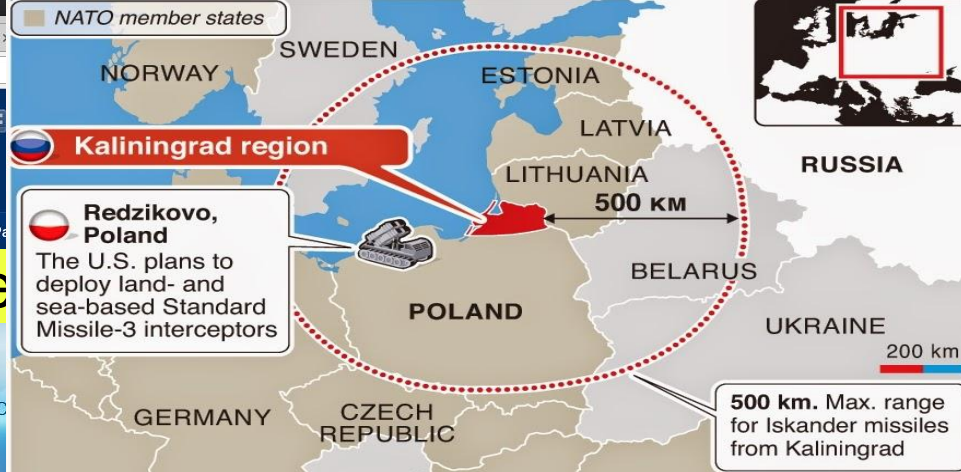 NATO member states
SWEDEN
NORWAY
ESTONIA
LATVIA
Kaliningrad region
RUSSIA
LITHUANIA
500 км
Redzikovo,
Poland
The U.S. plans to
deploy land- and
sea-based Standard
Missile-3 interceptors
BELARUS
POLAND
UKRAINE
200 km
GERMANY
CZECH
REPUBLIC
500 km. Max. range
for Iskander missiles
from Kaliningrad